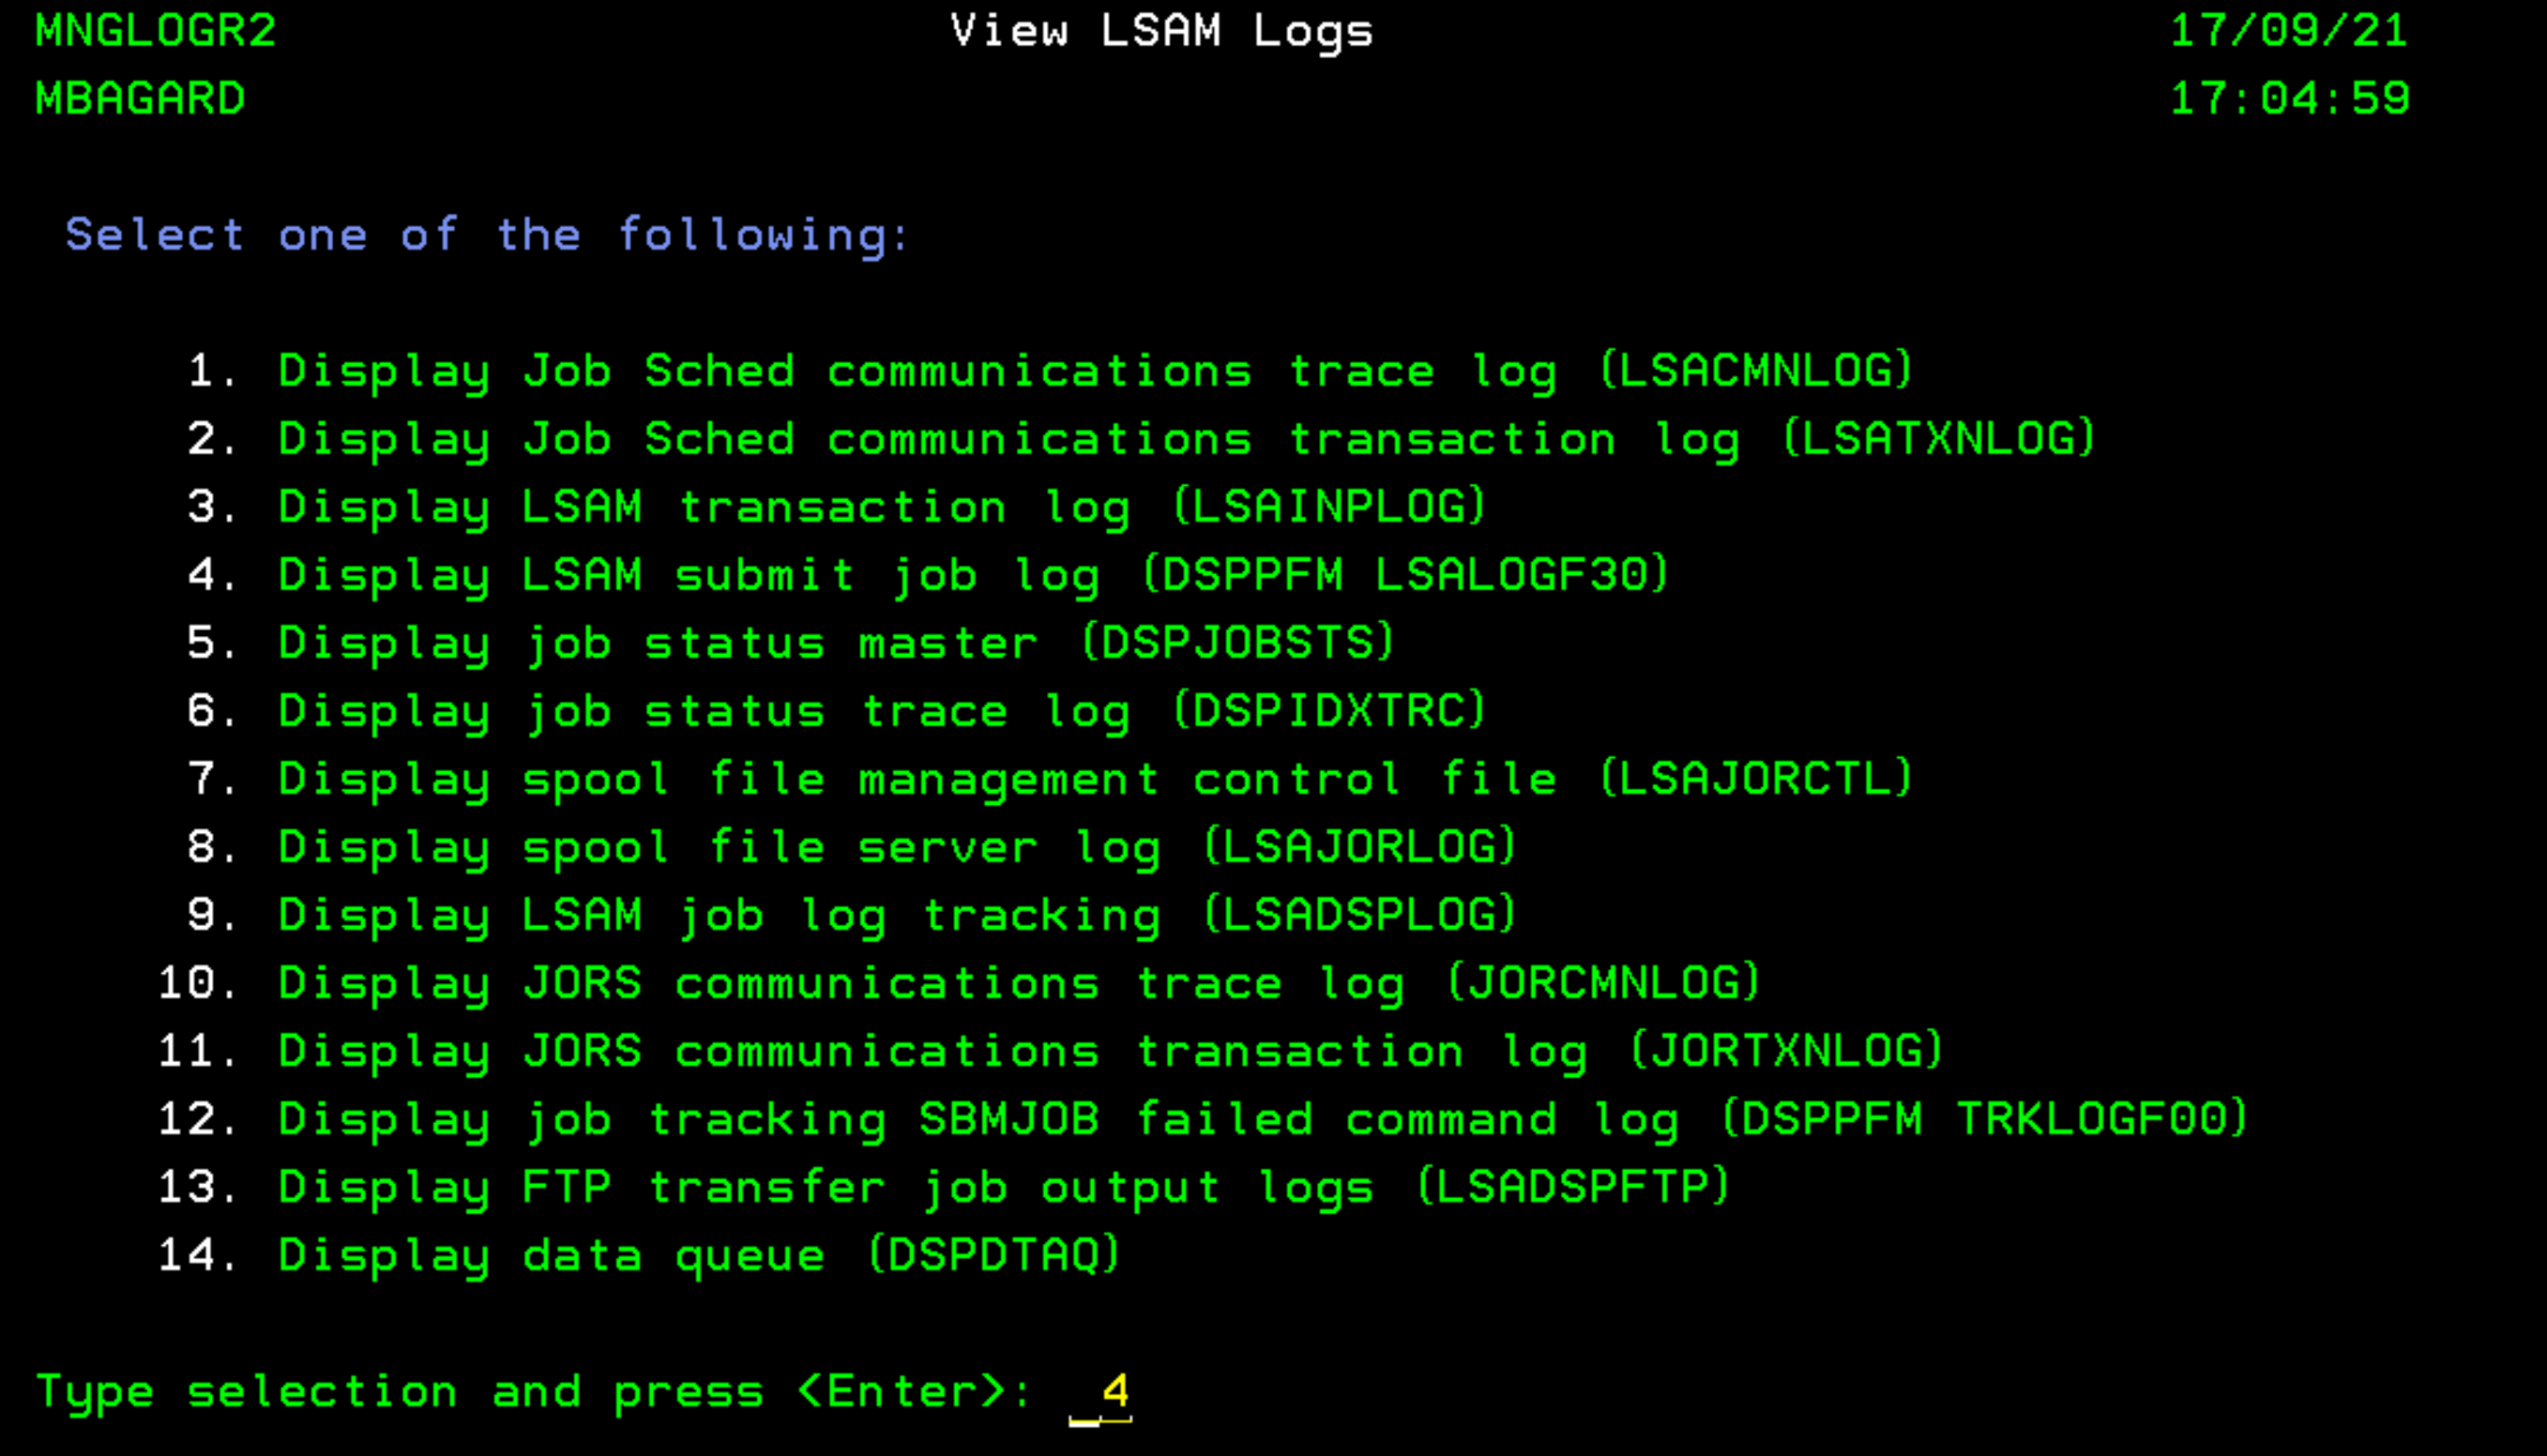 MNGLOGR2 View LSAM Logs 17/09/21
MBAGARD 17:04:59
Select one of the following:
1. Display Job Sched communications trace log (LSACMNLOG)
2. Display Job Sched communications transaction log (LSATXNLOG)
3. Display LSAM transaction log (LSAINPLOG)
4. Display LSAM submit job log (DSPPFM LSALOGF30)
5. Display job status master (DSPJOBSTS)
6. Display job status trace log (DSPIDXTRC)
7. Display spool file management control file (LSAJORCTL)
8. Display spool file server log (LSAJORLOG)
9. Display LSAM job log tracking (LSADSPLOG)
10. Display JORS communications trace log (JORCMNLOG)
11. Display JORS communications transaction log (JORTXNLOG)
12. Display job tracking SBMJOB failed command log (DSPPFM TRKLOGF00)
13. Display FTP transfer job output logs (LSADSPFTP)
14. Display data queue (DSPDTAQ)
Type selection and press <Enter>: 4